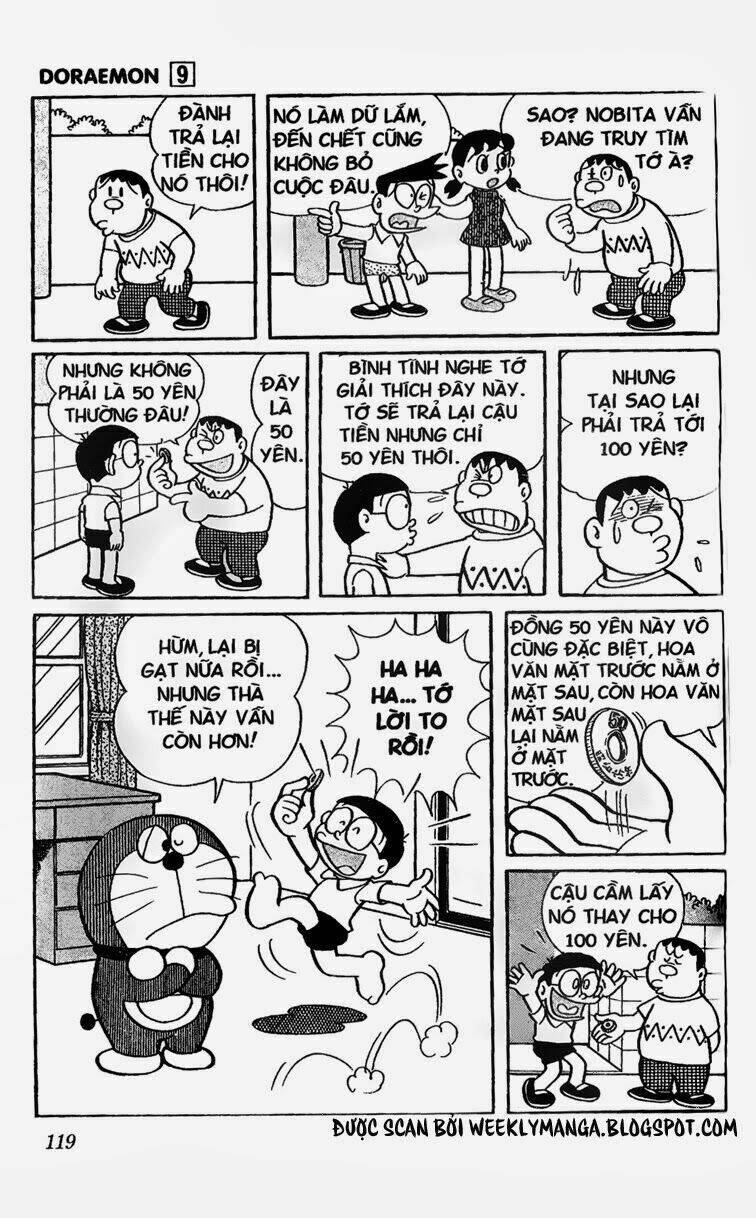 DORAEMON 9
SAO? NOBITA VẪN
ĐANG TRUY TÌM
TỚ À?
NÓ LÀM DỮ LẮM,
ĐẾN CHẾT CŨNG
KHÔNG BỎ
CUỘC ĐÂU.
ĐÀNH
TRẢ LẠI
TIỀN CHO
NÓ THÔI!
NHƯNG
TẠI SAO LẠI
PHẢI TRẢ TỚI
100 YÊN?
BÌNH TĨNH NGHE TỚ
GIẢI THÍCH ĐÂY NÀY.
TỚ SẼ TRẢ LẠI CẬU
TIỀN NHƯNG CHỈ
50 YÊN THÔI.
ĐÂY
LÀ
50
YÊN.
NHƯNG KHÔNG
PHẢI LÀ 50 YÊN
THƯỜNG ĐÂU!
ĐỒNG 50 YÊN NÀY VÔ
CÙNG ĐẶC BIỆT, HOA
VĂN MẶT TRƯỚC NẰM Ở
MẶT SAU, CÒN HOA VĂN
MẶT SAU
LẠI NẰM
Ở MẶT
TRƯỚC.
50
CẬU CẦM LẤY
NÓ THAY CHO
100 YÊN.
HA HA
HA... TỚ
LỜI TO
RỒI!
HỪM, LẠI BỊ
GẠT NỮA RỒI...
NHƯNG THÀ
THẾ NÀY VẪN
CÒN HƠN!
119
ĐƯỢC SCAN BỞI WEEKLYMANGA.BLOGSPOT.COM